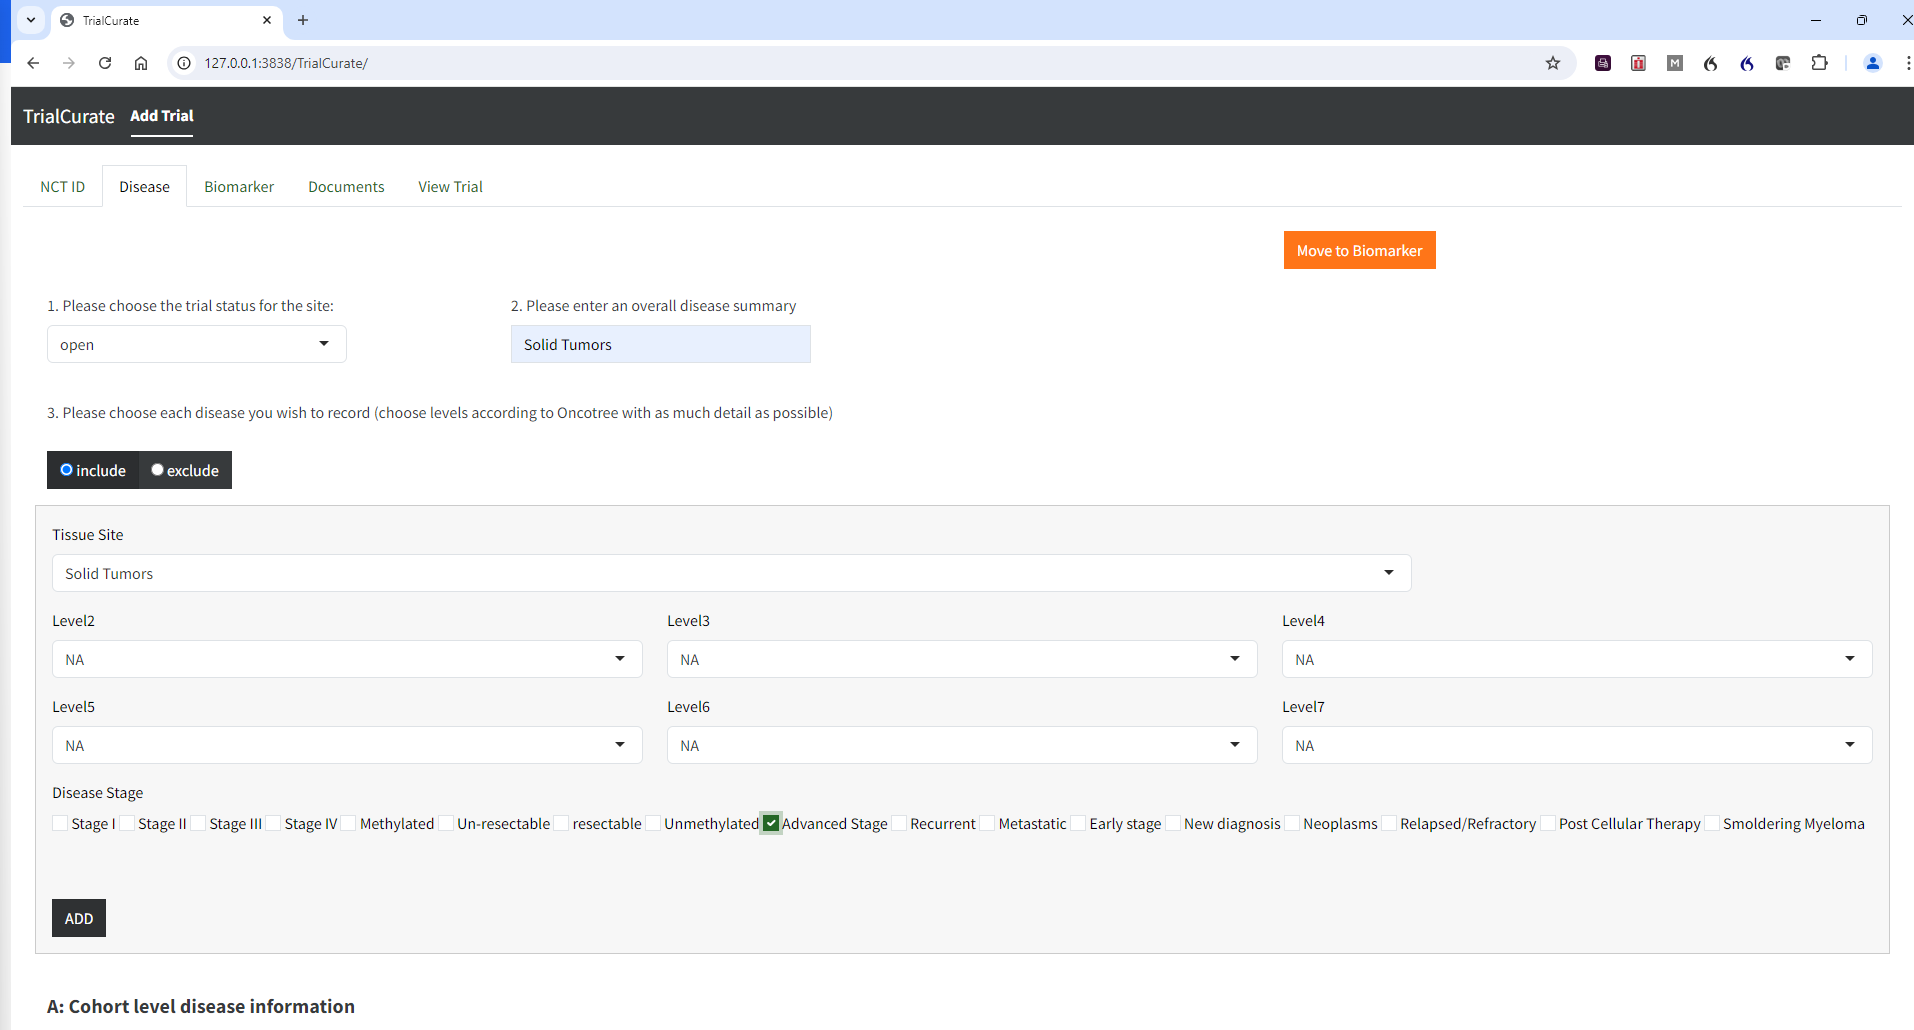 TrialCurate
127.0.0.1:3838/TrialCurate/
TrialCurate Add Trial
NCT ID Disease Biomarker Documents View Trial
Move to Biomarker
1. Please choose the trial status for the site: 2. Please enter an overall disease summary
open Solid Tumors
3. Please choose each disease you wish to record (choose levels according to Oncotree with as much detail as possible)
include exclude
Tissue Site
Solid Tumors
Level2 Level3 Level4
NA NA NA
Level5 Level6 Level7
NA NA NA
Disease Stage
Stage I Stage II Stage III Stage IV Methylated Un-resectable resectable Unmethylated Advanced Stage Recurrent Metastatic Early stage New diagnosis Neoplasms Relapsed/Refractory Post Cellular Therapy Smoldering Myeloma
ADD
A: Cohort level disease information